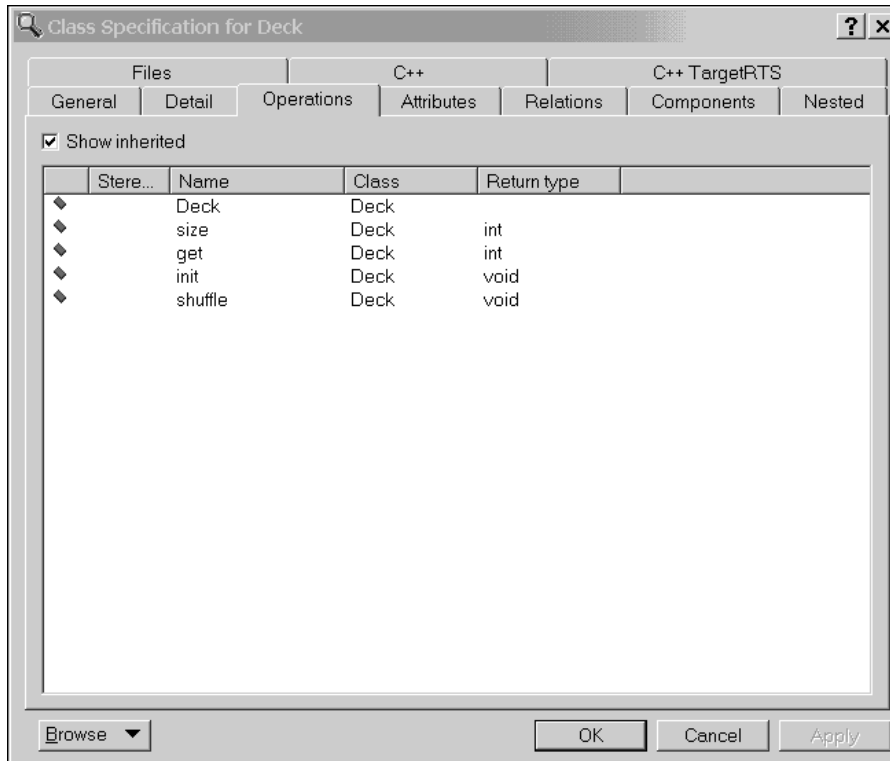 Class Specification for Deck
Files C++ C++ TargetRTS
General Detail Operations Attributes Relations Components Nested
Show inherited
Stere... Name Class Return type
Deck Deck
size Deck int
get Deck int
init Deck void
shuffle Deck void
Browse OK Cancel Apply